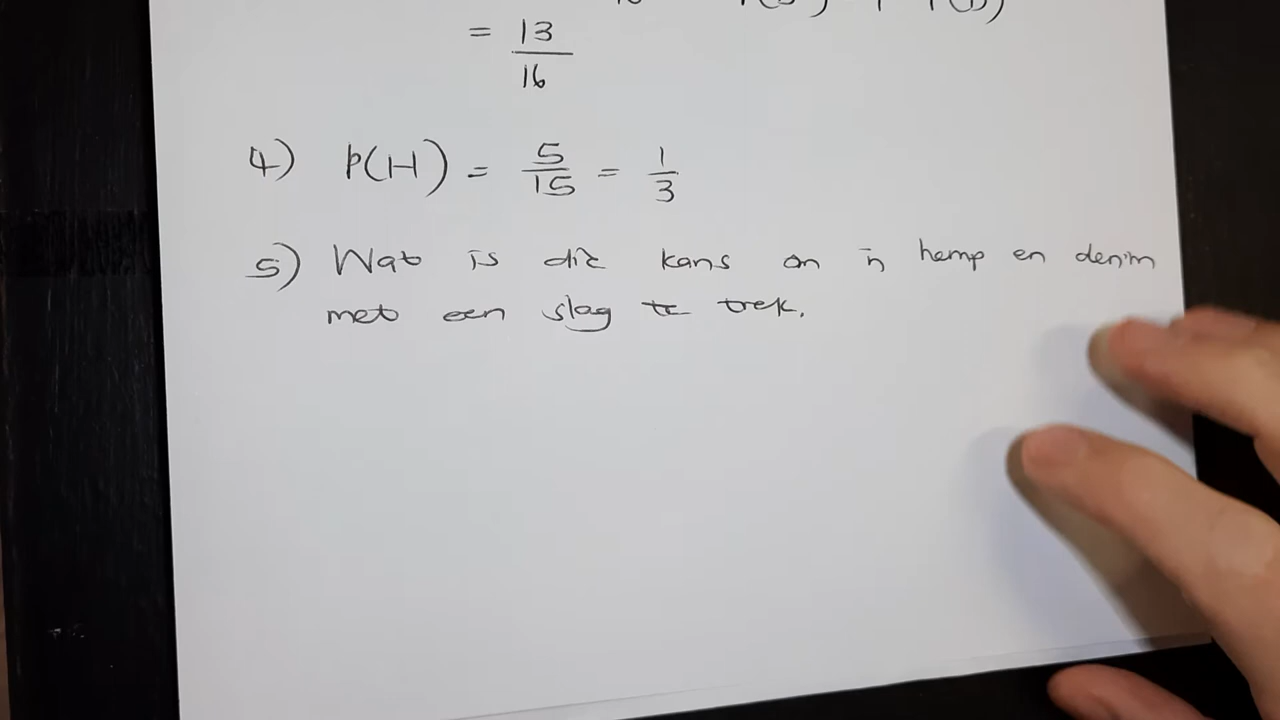 = 13/16
4) P(H) = 5/15 = 1/3
5) Wat is die kans om 'n hemp en denim
met een slag te trek.